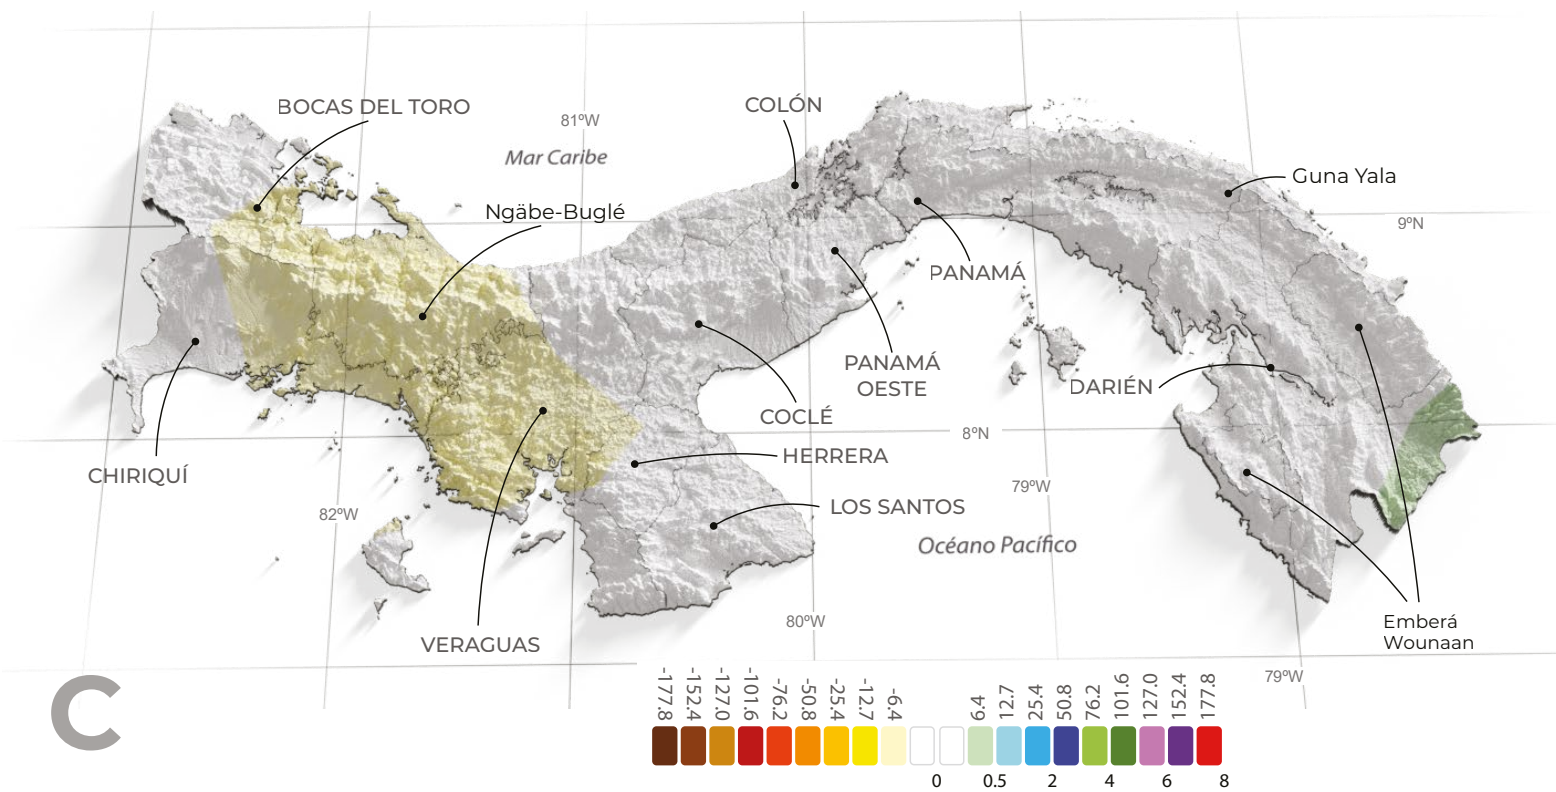 BOCAS DEL TORO
COLÓN
81ºW
Mar Caribe
Guna Yala
Ngäbe-Buglé
9ºN
PANAMÁ
PANAMÁ
OESTE
DARIÉN
COCLÉ
8ºN
HERRERA
CHIRIQUÍ
79ºW
LOS SANTOS
82ºW
Océano Pacífico
80ºW
Emberá
Wounaan
VERAGUAS
79ºW
C
-177.8 -152.4 -127.0 -101.6 -76.2 -50.8 -25.4 -12.7 -6.4 6.4 12.7 25.4 50.8 76.2 101.6 127.0 152.4 177.8
0 0.5 2 4 6 8